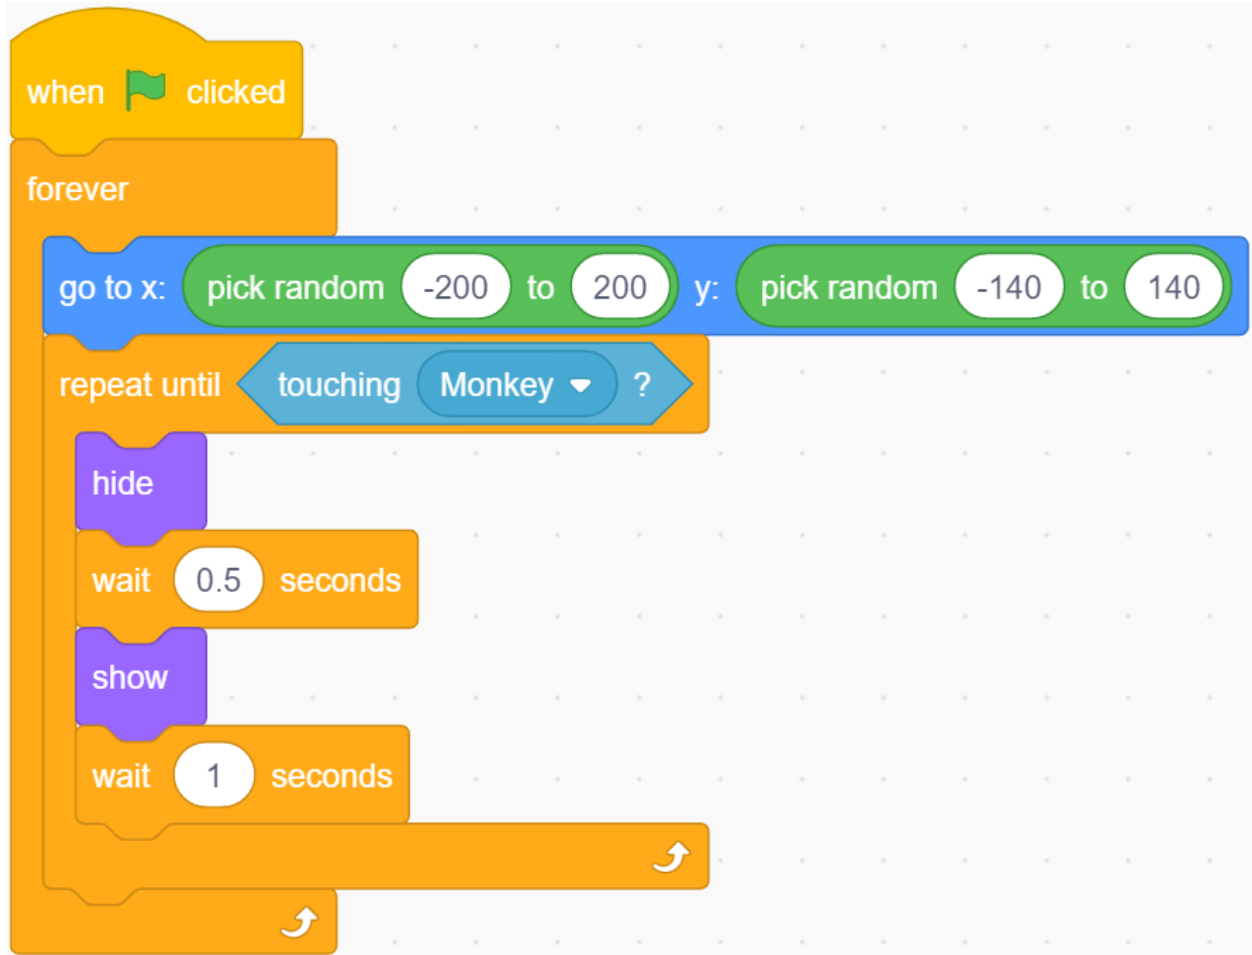 when clicked
forever
go to x: pick random -200 to 200 y: pick random -140 to 140
repeat until touching Monkey ?
hide
wait 0.5 seconds
show
wait 1 seconds